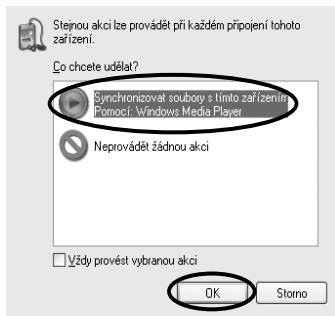 Stejnou akci lze provádět při každém připojení tohoto
zařízení.
Co chcete udělat?
Synchronizovat soubory s tímto zařízením
Pomocí: Windows Media Player
Neprovádět žádnou akci
Vždy provést vybranou akci
OK
Storno